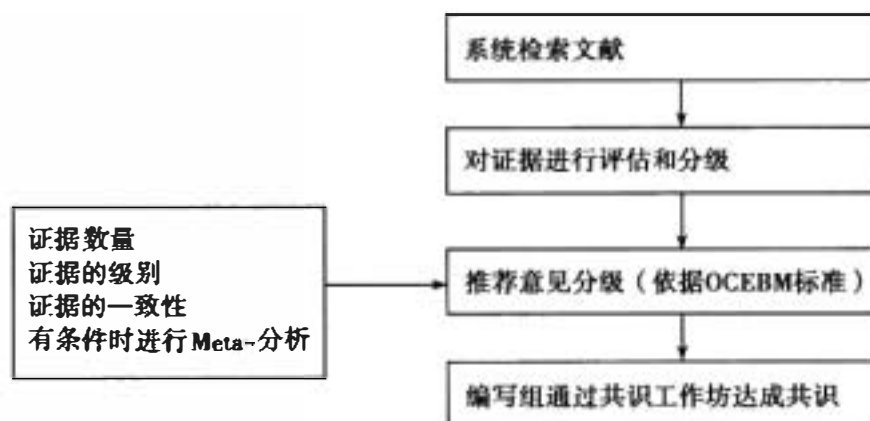 系统检索文献
对证据进行评估和分级
证据数量
证据的级别
证据的一致性
有条件时进行Meta-分析
推荐意见分级（依据OCEBM标准）
编写组通过共识工作坊达成共识